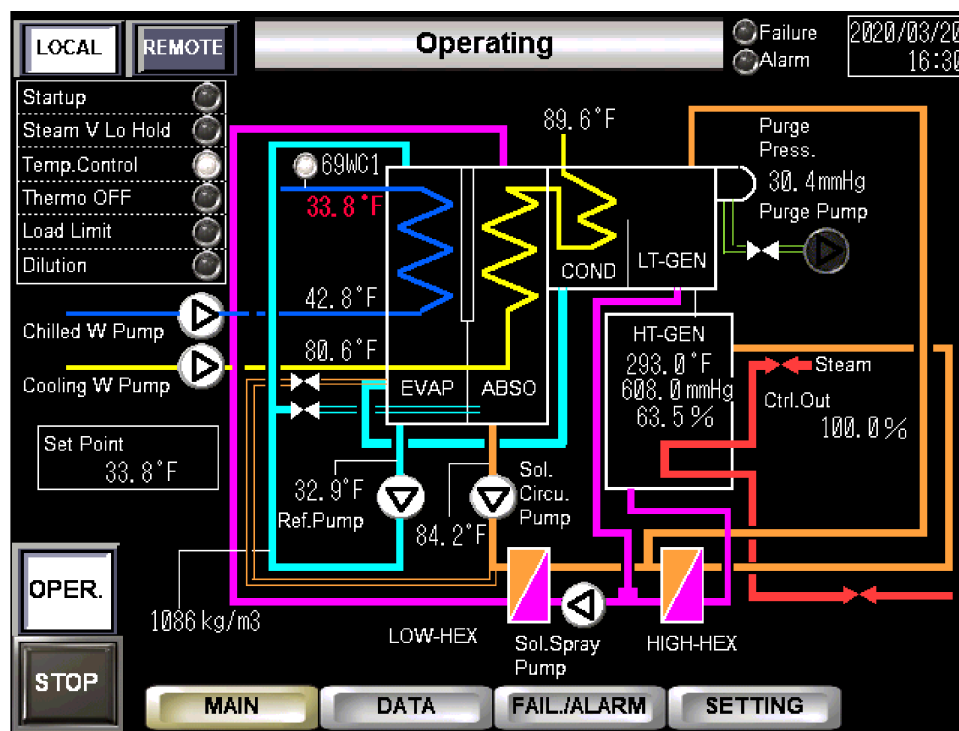 LOCAL
REMOTE
Operating
Failure
Alarm
2020/03/20
16:30
Startup
Steam V Lo Hold
Temp.Control
Thermo OFF
Load Limit
Dilution
69WC1
33.8°F
89.6°F
Purge
Press.
30.4mmHg
Purge Pump
COND
LT-GEN
42.8°F
Chilled W Pump
80.6°F
Cooling W Pump
EVAP
ABSO
HT-GEN
293.0°F
608.0mmHg
63.5%
Steam
Ctrl.Out
100.0%
Set Point
33.8°F
32.9°F
Ref.Pump
84.2°F
Sol.
Circu.
Pump
OPER.
1086kg/m3
LOW-HEX
Sol.Spray
Pump
HIGH-HEX
STOP
MAIN
DATA
FAIL./ALARM
SETTING